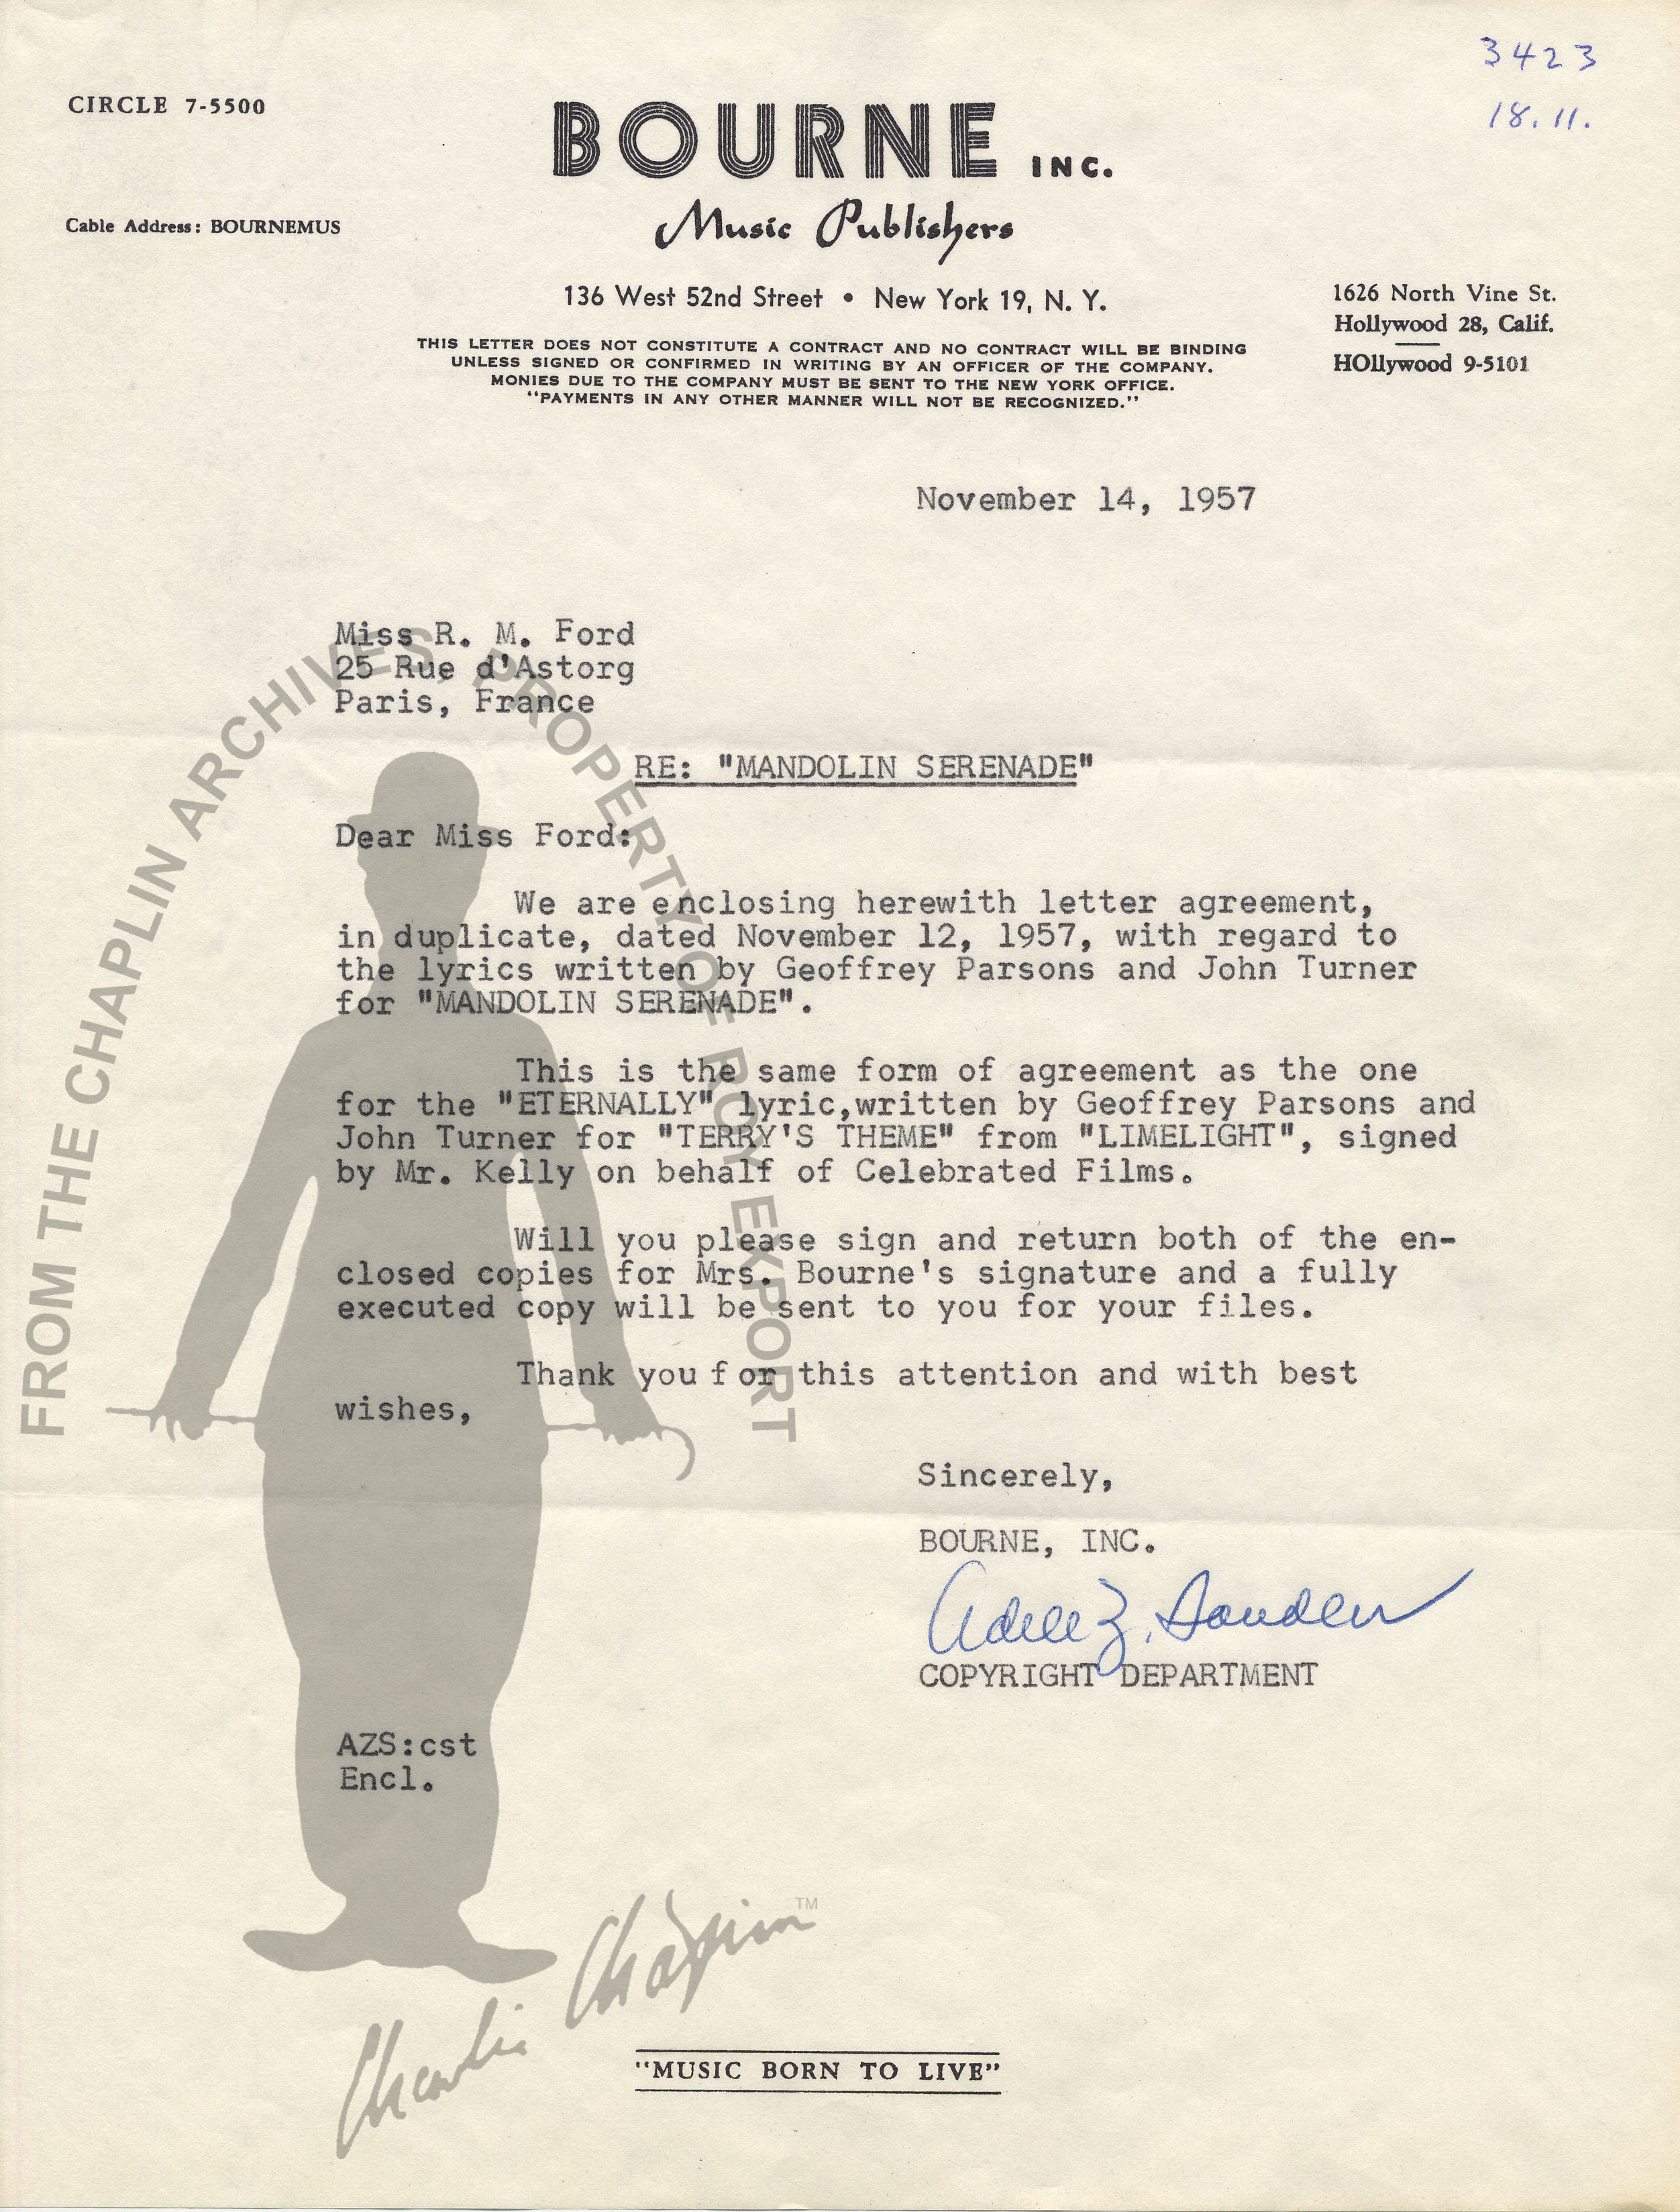 3423
18.11.
CIRCLE 7-5500
BOURNE INC.
Music Publishers
Cable Address: BOURNEMUS
136 West 52nd Street • New York 19, N. Y.
1626 North Vine St.
Hollywood 28, Calif.
HOllywood 9-5101
THIS LETTER DOES NOT CONSTITUTE A CONTRACT AND NO CONTRACT WILL BE BINDING
UNLESS SIGNED OR CONFIRMED IN WRITING BY AN OFFICER OF THE COMPANY.
MONIES DUE TO THE COMPANY MUST BE SENT TO THE NEW YORK OFFICE.
"PAYMENTS IN ANY OTHER MANNER WILL NOT BE RECOGNIZED."
November 14, 1957
Miss R. M. Ford
25 Rue d'Astorg
Paris, France
RE: "MANDOLIN SERENADE"
Dear Miss Ford:
We are enclosing herewith letter agreement,
in duplicate, dated November 12, 1957, with regard to
the lyrics written by Geoffrey Parsons and John Turner
for "MANDOLIN SERENADE".
This is the same form of agreement as the one
for the "ETERNALLY" lyric,written by Geoffrey Parsons and
John Turner for "TERRY'S THEME" from "LIMELIGHT", signed
by Mr. Kelly on behalf of Celebrated Films.
Will you please sign and return both of the en-
closed copies for Mrs. Bourne's signature and a fully
executed copy will be sent to you for your files.
Thank you for this attention and with best
wishes,
Sincerely,
BOURNE, INC.
Z.
COPYRIGHT DEPARTMENT
AZS:cst
Encl.
"MUSIC BORN TO LIVE"
FROM THE CHAPLIN ARCHIVES, PROPERTY OF ROY EXPORT
Charlie Chaplin TM